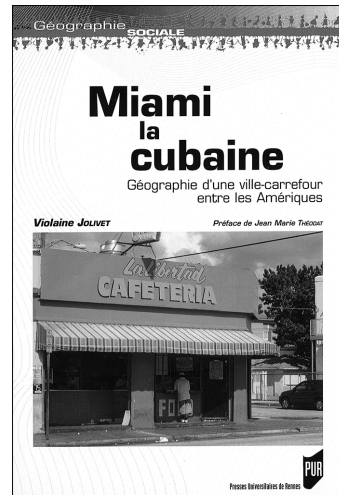 Géographie
SOCIALE
Miami
la
cubaine
Géographie d'une ville-carrefour
entre les Amériques
Violaine JOLIVET
Préface de Jean Marie THÉODAT
La Libertad
CAFETERIA
FO
PUR
PRESSES UNIVERSITAIRES DE RENNES